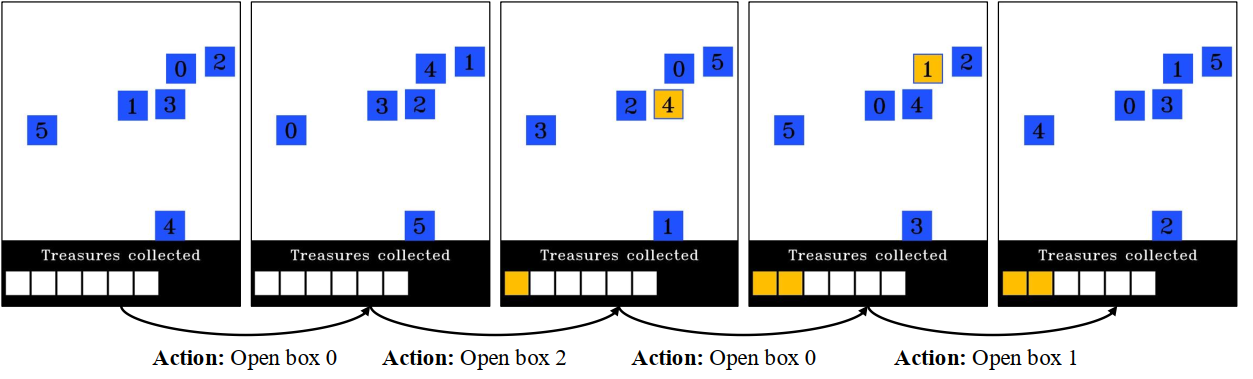 0 2
1 3
5
4
Treasures collected
4 1
3 2
0
5
Treasures collected
0 5
2 4
3
1
Treasures collected
1 2
0 4
5
3
Treasures collected
1 5
0 3
4
2
Treasures collected
Action: Open box 0
Action: Open box 2
Action: Open box 0
Action: Open box 1